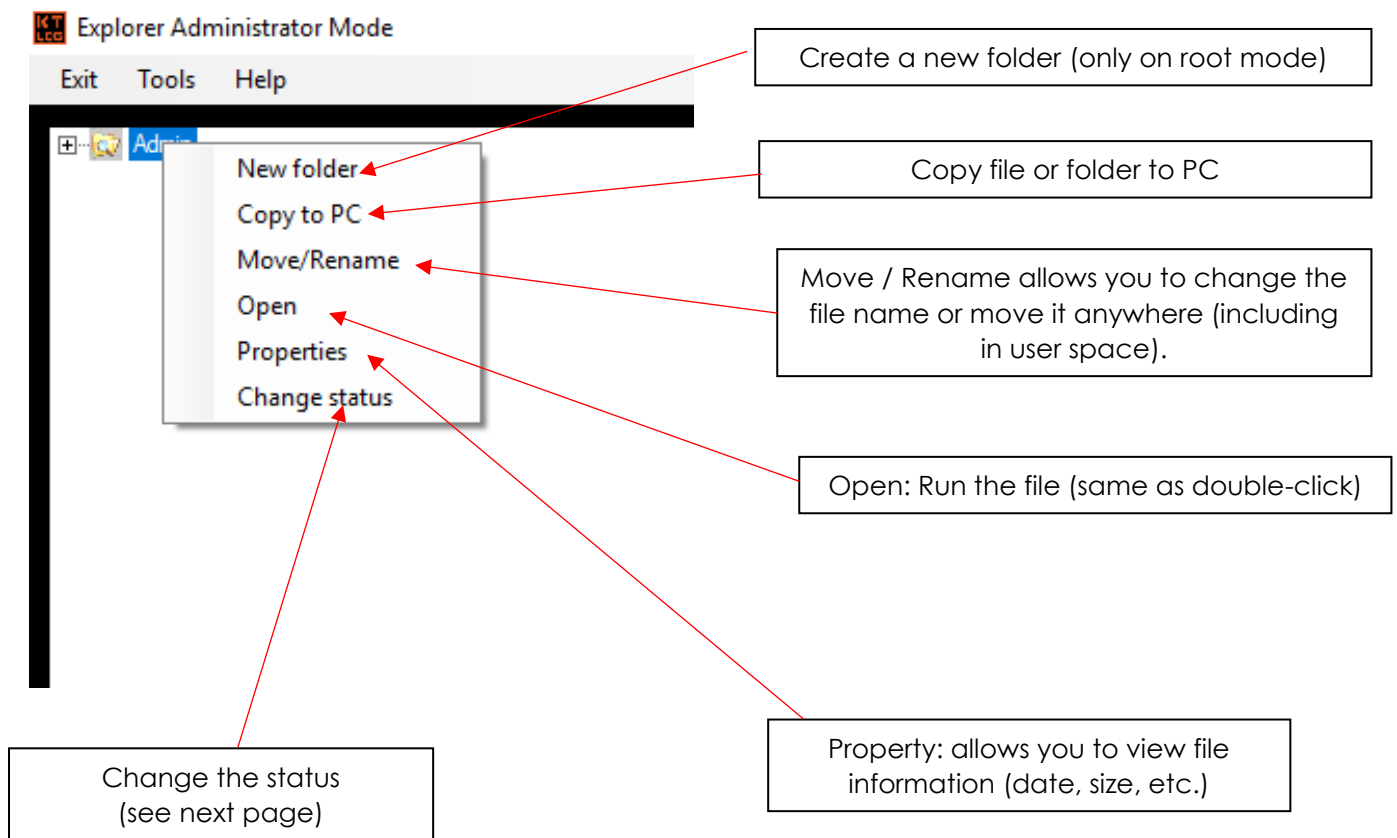 KT
LCG
Explorer Administrator Mode
Exit Tools Help
Admin
New folder
Copy to PC
Move/Rename
Open
Properties
Change status
Create a new folder (only on root mode)
Copy file or folder to PC
Move / Rename allows you to change the
file name or move it anywhere (including
in user space).
Open: Run the file (same as double-click)
Property: allows you to view file
information (date, size, etc.)
Change the status
(see next page)